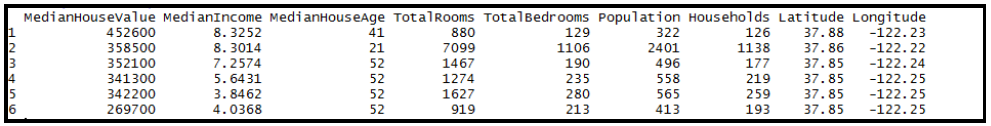 MedianHouseValue MedianIncome MedianHouseAge TotalRooms TotalBedrooms Population Households Latitude Longitude
1 452600 8.3252 41 880 129 322 126 37.88 -122.23
2 358500 8.3014 21 7099 1106 2401 1138 37.86 -122.22
3 352100 7.2574 52 1467 190 496 177 37.85 -122.24
4 341300 5.6431 52 1274 235 558 219 37.85 -122.25
5 342200 3.8462 52 1627 280 565 259 37.85 -122.25
6 269700 4.0368 52 919 213 413 193 37.85 -122.25